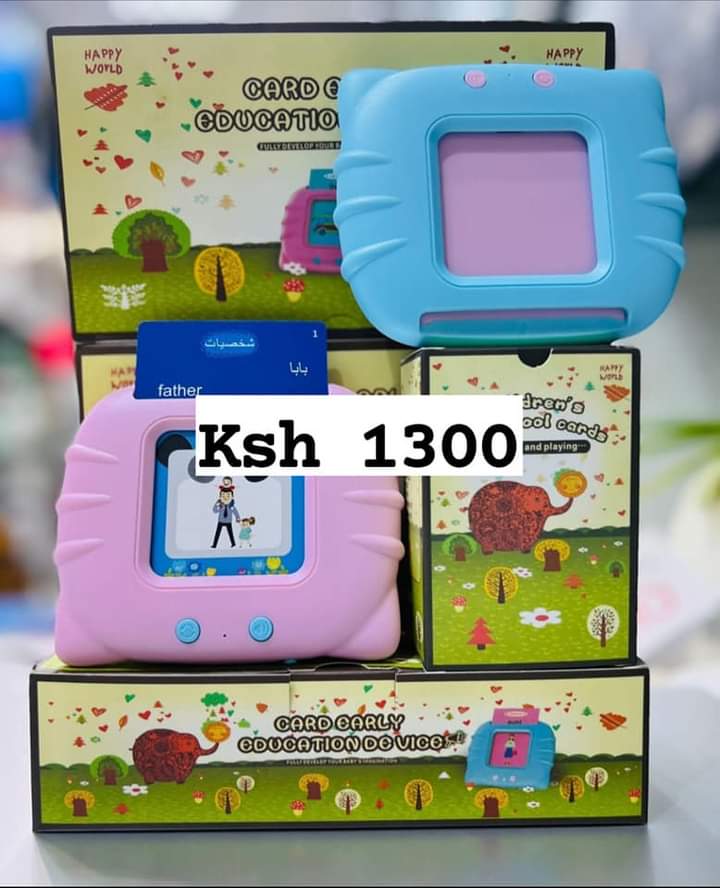 HAPPY
WORLD
HAPPY
CARD
EDUCATIO
FULLY DEVELOP YOUR
شخصيات
1
بابا
father
Ksh 1300
HAPPY
WORLD
dren's
ool cards
and playing...
CARD EARLY
EDUCATION DEVICE
FULLY DEVELOP YOUR BABY'S IMAGINATION